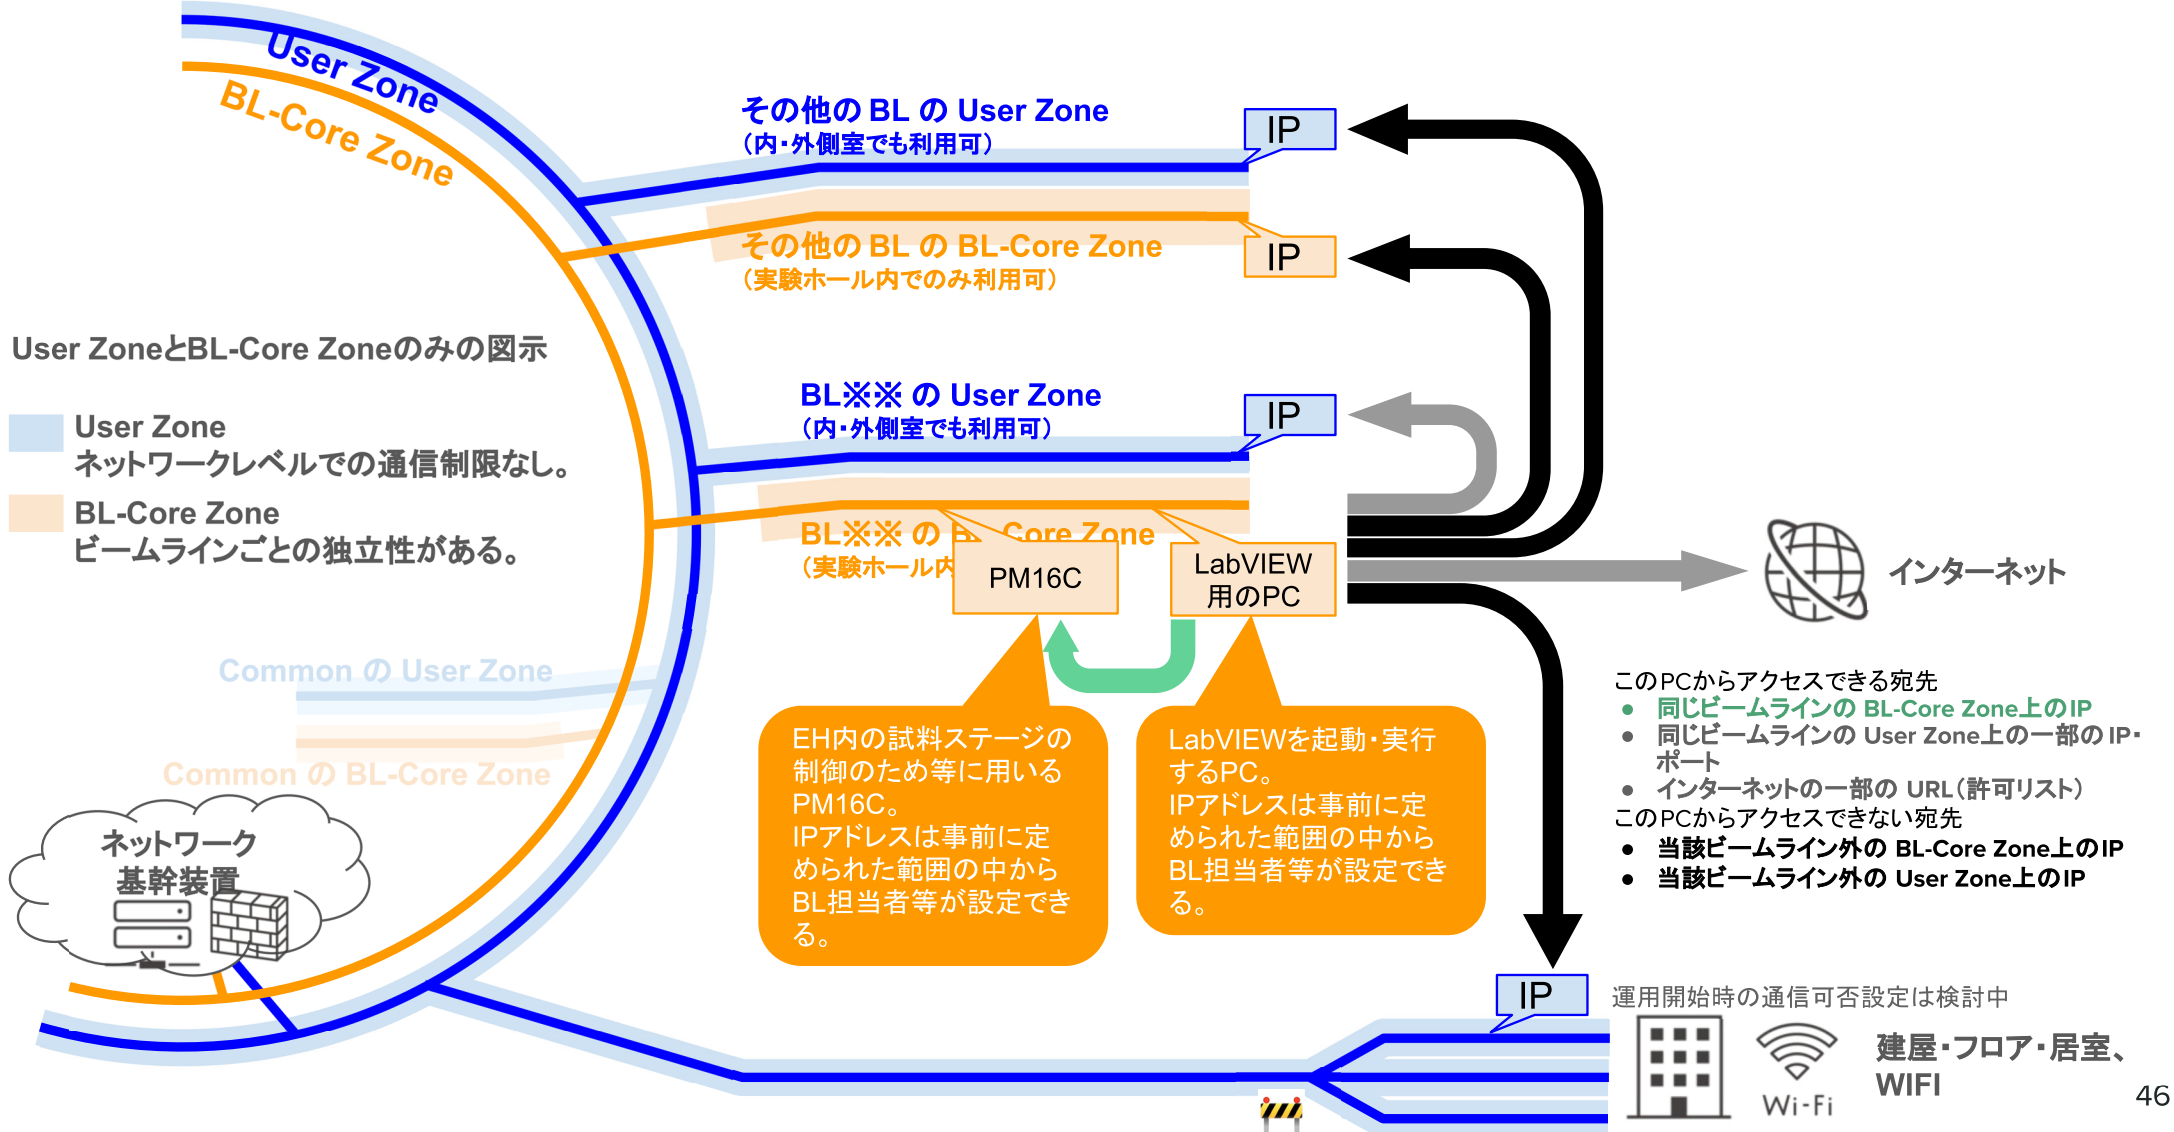 User Zone
BL-Core Zone
その他の BL の User Zone
（内・外側室でも利用可）
IP
その他の BL の BL-Core Zone
（実験ホール内でのみ利用可）
IP
User ZoneとBL-Core Zoneのみの図示
User Zone
ネットワークレベルでの通信制限なし。
BL-Core Zone
ビームラインごとの独立性がある。
BL※※ の User Zone
（内・外側室でも利用可）
IP
BL※※ の B Core Zone
（実験ホール内
PM16C
LabVIEW
用のPC
インターネット
Common の User Zone
Common の BL-Core Zone
ネットワーク
基幹装置
EH内の試料ステージの
制御のため等に用いる
PM16C。
IPアドレスは事前に定
められた範囲の中から
BL担当者等が設定でき
る。
LabVIEWを起動・実行
するPC。
IPアドレスは事前に定
められた範囲の中から
BL担当者等が設定でき
る。
このPCからアクセスできる宛先
● 同じビームラインの BL-Core Zone上のIP
● 同じビームラインの User Zone上の一部のIP・
ポート
● インターネットの一部の URL（許可リスト）
このPCからアクセスできない宛先
● 当該ビームライン外の BL-Core Zone上のIP
● 当該ビームライン外の User Zone上のIP
IP
運用開始時の通信可否設定は検討中
Wi-Fi
建屋・フロア・居室、
WIFI
46